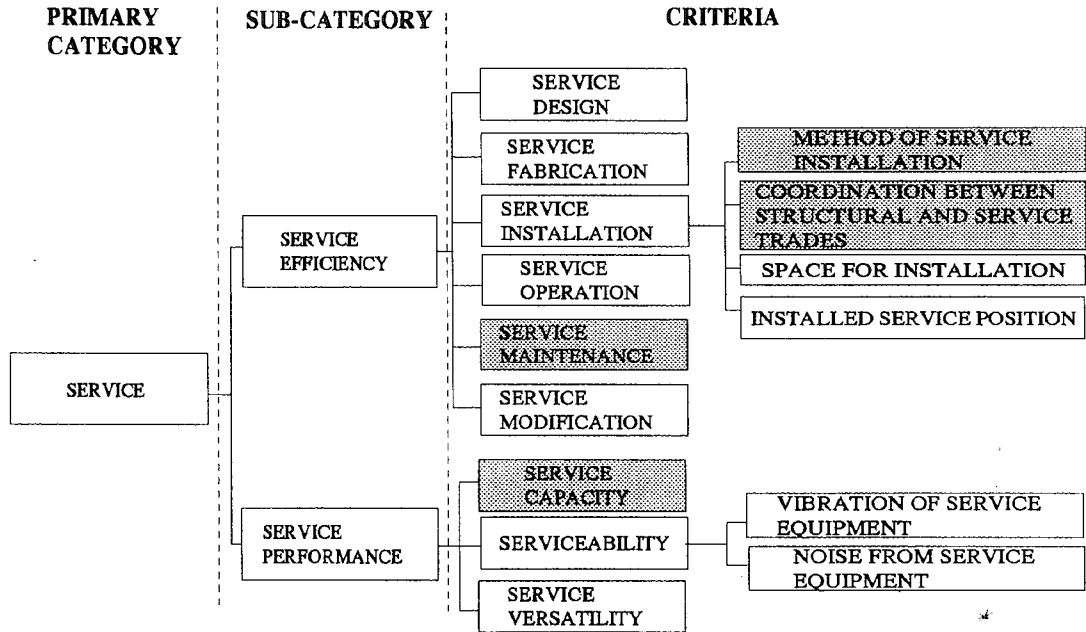 PRIMARY
CATEGORY
SUB-CATEGORY
CRITERIA
SERVICE
SERVICE
EFFICIENCY
SERVICE
PERFORMANCE
SERVICE
DESIGN
SERVICE
FABRICATION
SERVICE
INSTALLATION
SERVICE
OPERATION
SERVICE
MAINTENANCE
SERVICE
MODIFICATION
SERVICE
CAPACITY
SERVICEABILITY
SERVICE
VERSATILITY
METHOD OF SERVICE
INSTALLATION
COORDINATION BETWEEN
STRUCTURAL AND SERVICE
TRADES
SPACE FOR INSTALLATION
INSTALLED SERVICE POSITION
VIBRATION OF SERVICE
EQUIPMENT
NOISE FROM SERVICE
EQUIPMENT